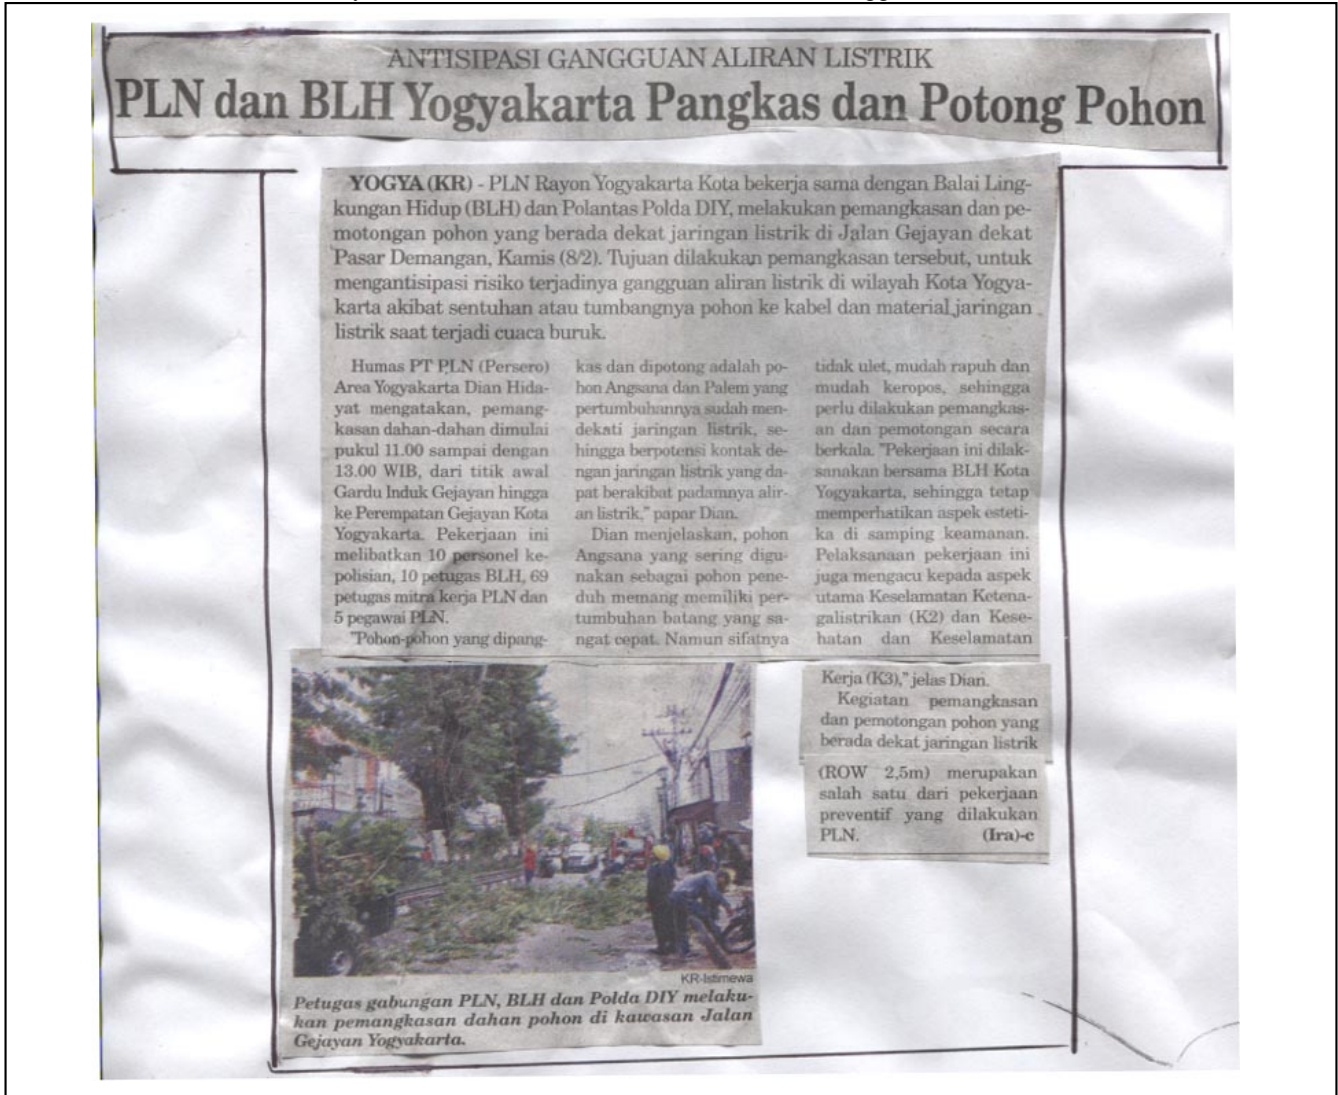 ANTISIPASI GANGGUAN ALIRAN LISTRIK
PLN dan BLH Yogyakarta Pangkas dan Potong Pohon
YOGYA (KR) - PLN Rayon Yogyakarta Kota bekerja sama dengan Balai Ling-
kungan Hidup (BLH) dan Polantas Polda DIY, melakukan pemangkasan dan pe-
motongan pohon yang berada dekat jaringan listrik di Jalan Gejayan dekat
Pasar Demangan, Kamis (8/2). Tujuan dilakukan pemangkasan tersebut, untuk
mengantisipasi risiko terjadinya gangguan aliran listrik di wilayah Kota Yogya-
karta akibat sentuhan atau tumbangnya pohon ke kabel dan material jaringan
listrik saat terjadi cuaca buruk.
Humas PT PLN (Persero)
Area Yogyakarta Dian Hida-
yat mengatakan, pemang-
kasan dahan-dahan dimulai
pukul 11.00 sampai dengan
13.00 WIB, dari titik awal
Gardu Induk Gejayan hingga
ke Perempatan Gejayan Kota
Yogyakarta. Pekerjaan ini
melibatkan 10 personel ke-
polisian, 10 petugas BLH, 69
petugas mitra kerja PLN dan
5 pegawai PLN.
"Pohon-pohon yang dipang-
kas dan dipotong adalah po-
hon Angsana dan Palem yang
pertumbuhannya sudah men-
dekati jaringan listrik, se-
hingga berpotensi kontak de-
ngan jaringan listrik yang da-
pat berakibat padamnya alir-
an listrik," papar Dian.
Dian menjelaskan, pohon
Angsana yang sering digu-
nakan sebagai pohon pene-
duh memang memiliki per-
tumbuhan batang yang sa-
ngat cepat. Namun sifatnya
tidak ulet, mudah rapuh dan
mudah keropos, sehingga
perlu dilakukan pemangkas-
an dan pemotongan secara
berkala. "Pekerjaan ini dilak-
sanakan bersama BLH Kota
Yogyakarta, sehingga tetap
memperhatikan aspek esteti-
ka di samping keamanan.
Pelaksanaan pekerjaan ini
juga mengacu kepada aspek
utama Keselamatan Ketena-
galistrikan (K2) dan Kese-
hatan dan Keselamatan
Kerja (K3)," jelas Dian.
Kegiatan pemangkasan
dan pemotongan pohon yang
berada dekat jaringan listrik
(ROW 2,5m) merupakan
salah satu dari pekerjaan
preventif yang dilakukan
PLN. (Ira)-c
KR-Istimewa
Petugas gabungan PLN, BLH dan Polda DIY melaku-
kan pemangkasan dahan pohon di kawasan Jalan
Gejayan Yogyakarta.